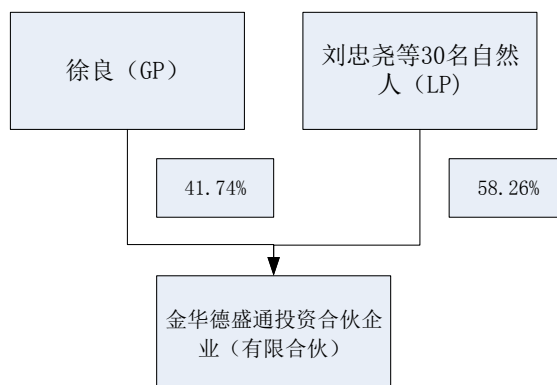 徐良（GP）
刘忠尧等30名自然
人（LP)
41.74%
58.26%
金华德盛通投资合伙企
业（有限合伙）